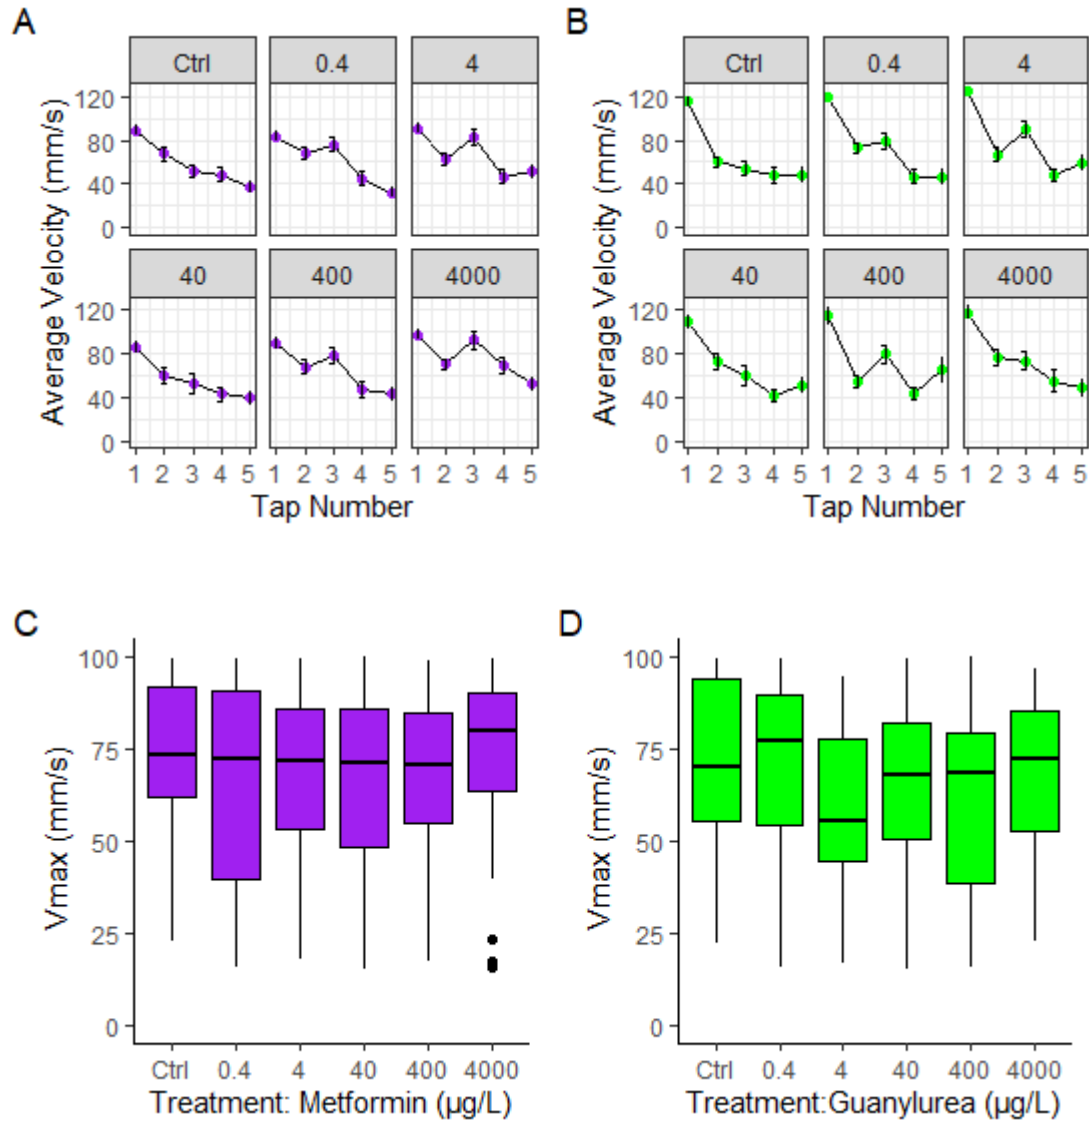 A
B
Ctrl 0.4 4
Ctrl 0.4 4
120
80
40
0
120
80
40
0
40 400 4000
40 400 4000
120
80
40
0
120
80
40
0
Average Velocity (mm/s)
Average Velocity (mm/s)
1 2 3 4 5 1 2 3 4 5 1 2 3 4 5
1 2 3 4 5 1 2 3 4 5 1 2 3 4 5
Tap Number
Tap Number
C
D
100
75
50
25
0
Vmax (mm/s)
Ctrl 0.4 4 40 400 4000
Treatment: Metformin (µg/L)
100
75
50
25
0
Vmax (mm/s)
Ctrl 0.4 4 40 400 4000
Treatment:Guanylurea (µg/L)